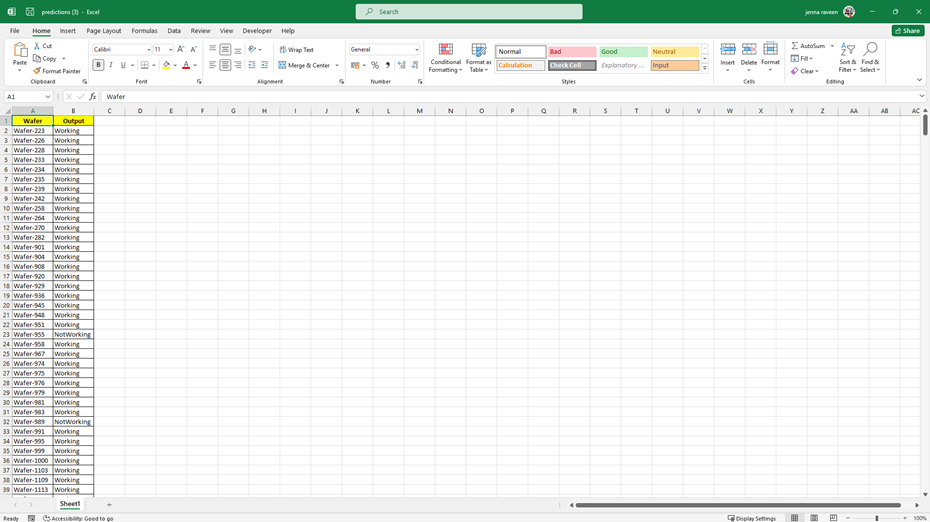 predictions (3) - Excel
Search
jenna raveen
File Home Insert Page Layout Formulas Data Review View Developer Help
Share
Paste
Cut
Copy
Format Painter
Clipboard
Calibri 11
B I U
Font
Wrap Text
Merge & Center
Alignment
General
Number
Conditional Formatting
Format as Table
Normal Bad Good Neutral
Calculation Check Cell Explanatory ... Input
Styles
Insert Delete Format
Cells
AutoSum
Fill
Clear
Sort & Filter
Find & Select
Editing
A1 fx Wafer
A B C D E F G H I J K L M N O P Q R S T U V W X Y Z AA AB AC
1 Wafer Output
2 Wafer-223 Working
3 Wafer-226 Working
4 Wafer-228 Working
5 Wafer-233 Working
6 Wafer-234 Working
7 Wafer-235 Working
8 Wafer-239 Working
9 Wafer-242 Working
10 Wafer-258 Working
11 Wafer-264 Working
12 Wafer-270 Working
13 Wafer-282 Working
14 Wafer-901 Working
15 Wafer-904 Working
16 Wafer-908 Working
17 Wafer-920 Working
18 Wafer-929 Working
19 Wafer-936 Working
20 Wafer-945 Working
21 Wafer-948 Working
22 Wafer-951 Working
23 Wafer-955 NotWorking
24 Wafer-958 Working
25 Wafer-967 Working
26 Wafer-974 Working
27 Wafer-975 Working
28 Wafer-976 Working
29 Wafer-979 Working
30 Wafer-981 Working
31 Wafer-983 Working
32 Wafer-989 NotWorking
33 Wafer-991 Working
34 Wafer-995 Working
35 Wafer-999 Working
36 Wafer-1000 Working
37 Wafer-1103 Working
38 Wafer-1109 Working
39 Wafer-1113 Working
Sheet1
Ready
Accessibility: Good to go
Display Settings
100%